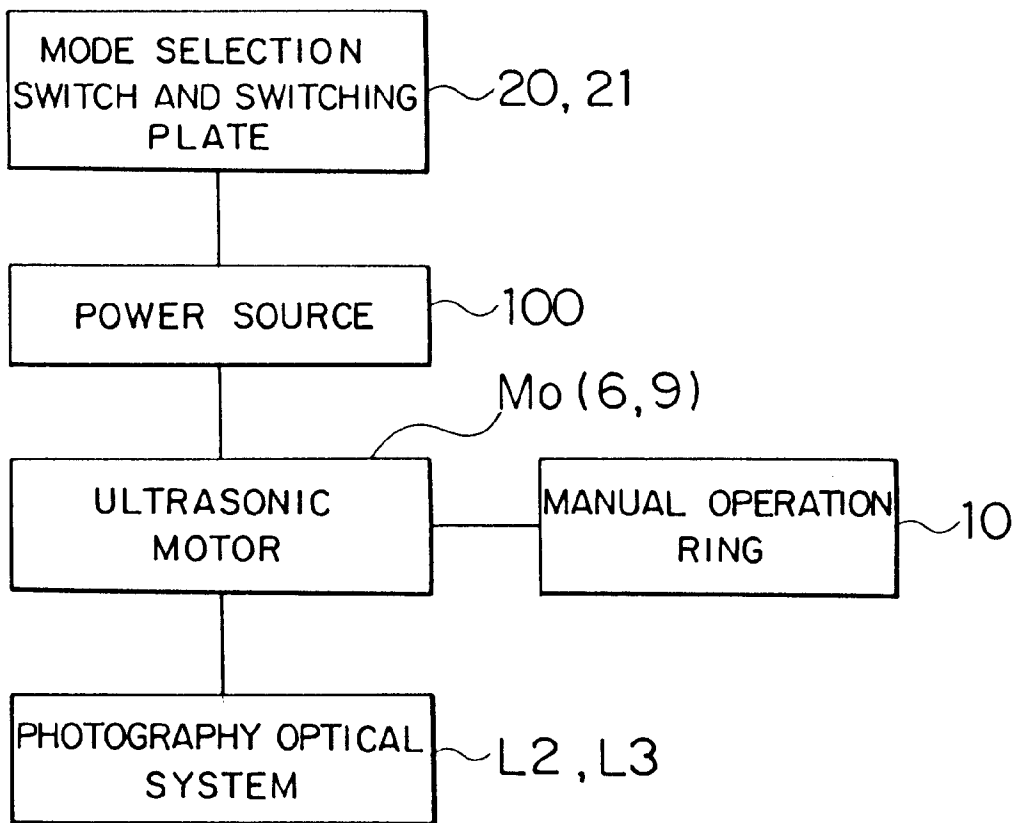 MODE SELECTION
SWITCH AND SWITCHING
PLATE
20, 21
POWER SOURCE
100
Mo (6, 9)
ULTRASONIC
MOTOR
MANUAL OPERATION
RING
10
PHOTOGRAPHY OPTICAL
SYSTEM
L2, L3